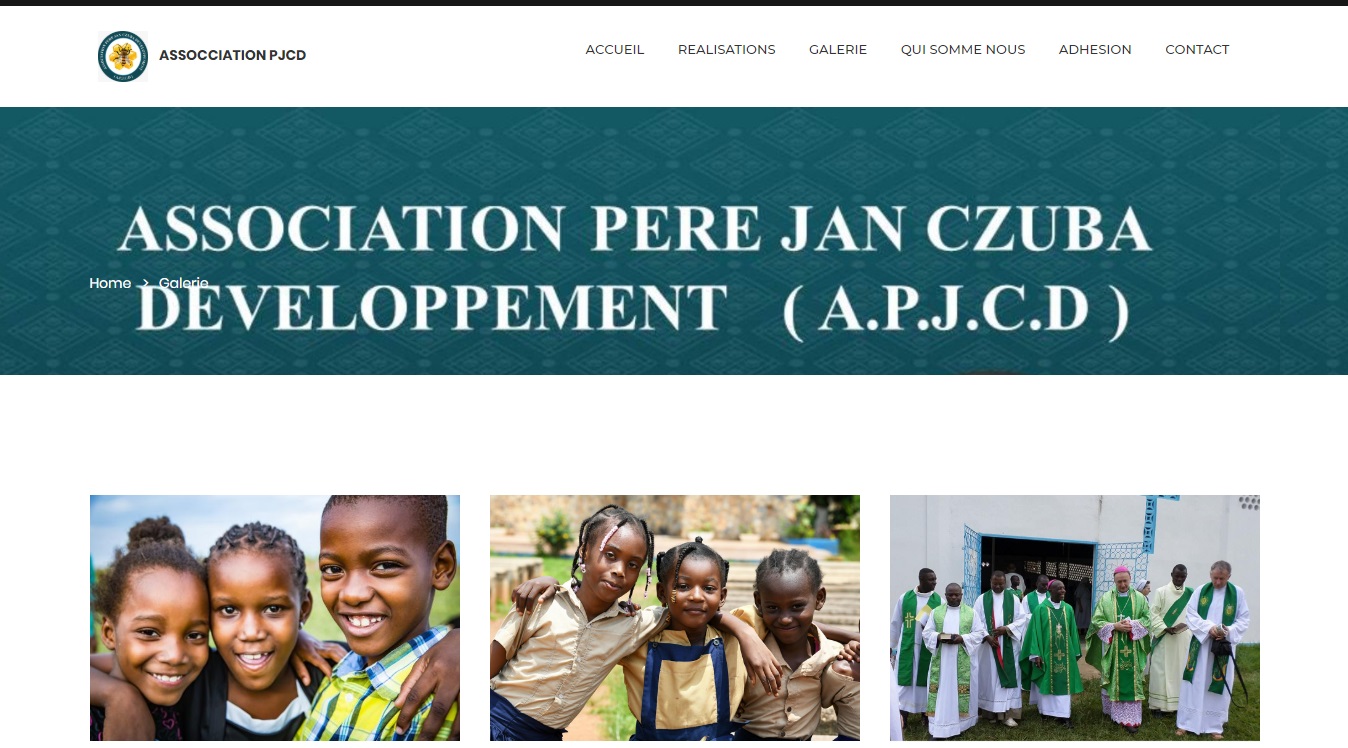 ASSOCCIATION PJCD
ACCUEIL REALISATIONS GALERIE QUI SOMME NOUS ADHESION CONTACT
ASSOCIATION PERE JAN CZUBA
Home > Galerie
DEVELOPPEMENT ( A.P.J.C.D )